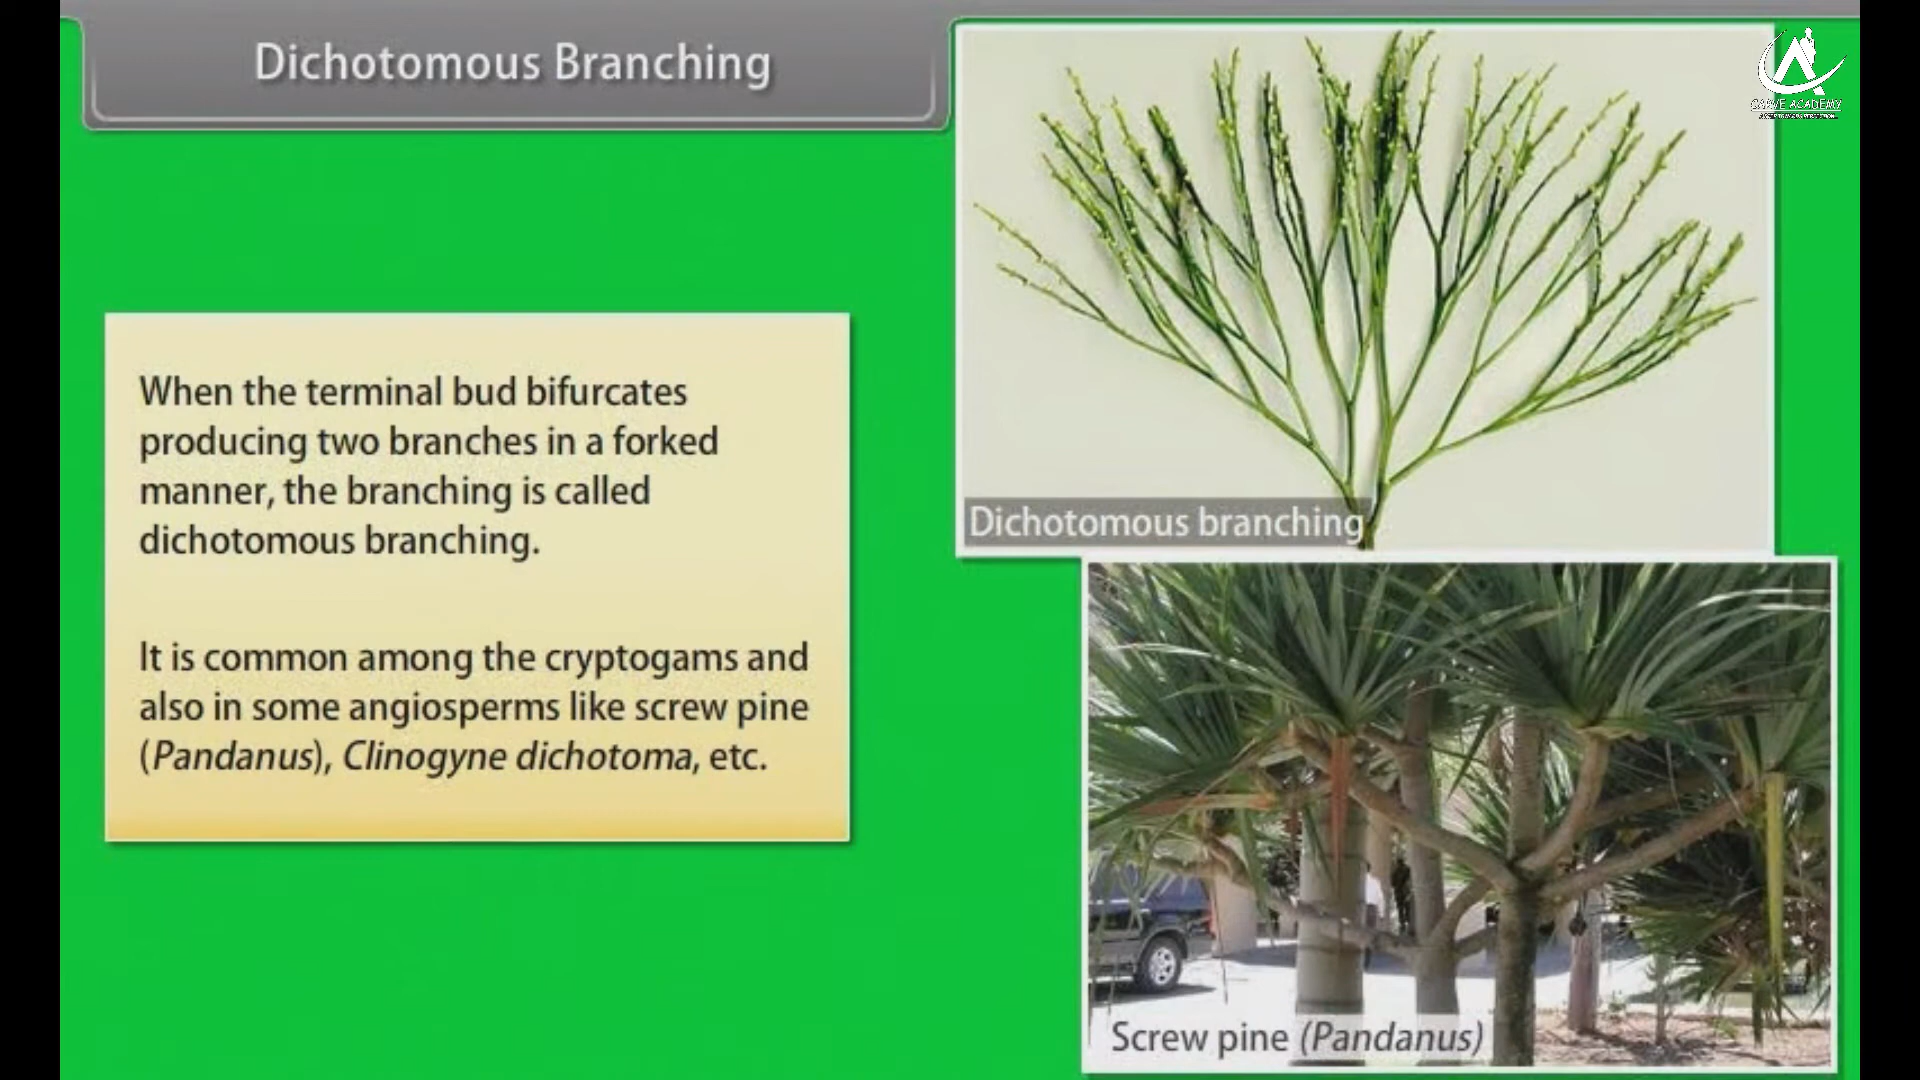 Dichotomous Branching
When the terminal bud bifurcates
producing two branches in a forked
manner, the branching is called
dichotomous branching.
It is common among the cryptogams and
also in some angiosperms like screw pine
(Pandanus), Clinogyne dichotoma, etc.
Dichotomous branching
Screw pine (Pandanus)
ACADEMY